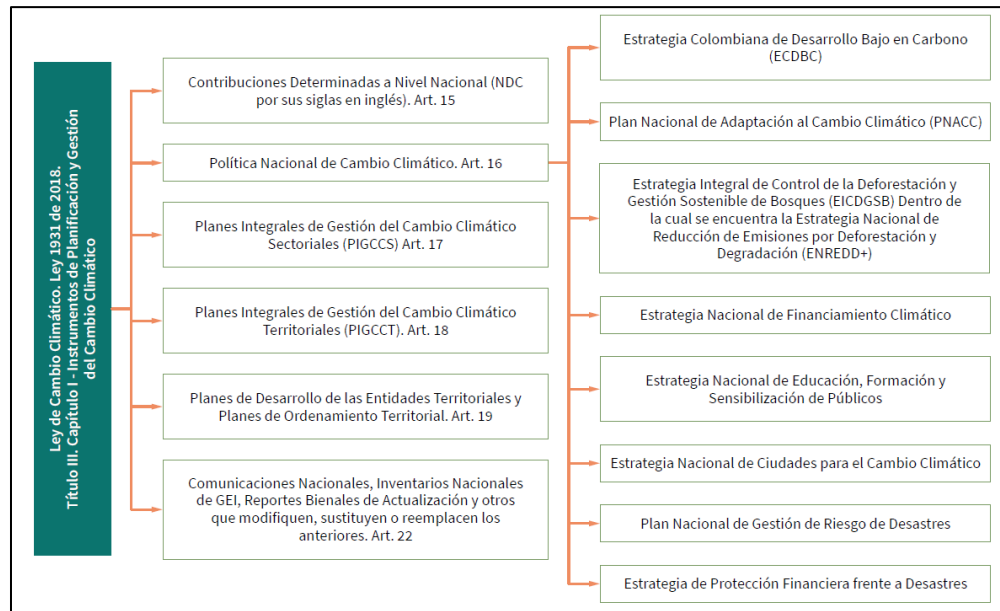 Ley de Cambio Climático. Ley 1931 de 2018.
Título III. Capítulo I - Instrumentos de Planificación y Gestión
del Cambio Climático
Contribuciones Determinadas a Nivel Nacional (NDC
por sus siglas en inglés). Art. 15
Política Nacional de Cambio Climático. Art. 16
Planes Integrales de Gestión del Cambio Climático
Sectoriales (PIGCCS) Art. 17
Planes Integrales de Gestión del Cambio Climático
Territoriales (PIGCCT). Art. 18
Planes de Desarrollo de las Entidades Territoriales y
Planes de Ordenamiento Territorial. Art. 19
Comunicaciones Nacionales, Inventarios Nacionales
de GEI, Reportes Bienales de Actualización y otros
que modifiquen, sustituyen o reemplacen los
anteriores. Art. 22
Estrategia Colombiana de Desarrollo Bajo en Carbono
(ECDBC)
Plan Nacional de Adaptación al Cambio Climático (PNACC)
Estrategia Integral de Control de la Deforestación y
Gestión Sostenible de Bosques (EICDGSB) Dentro de
la cual se encuentra la Estrategia Nacional de
Reducción de Emisiones por Deforestación y
Degradación (ENREDD+)
Estrategia Nacional de Financiamiento Climático
Estrategia Nacional de Educación, Formación y
Sensibilización de Públicos
Estrategia Nacional de Ciudades para el Cambio Climático
Plan Nacional de Gestión de Riesgo de Desastres
Estrategia de Protección Financiera frente a Desastres